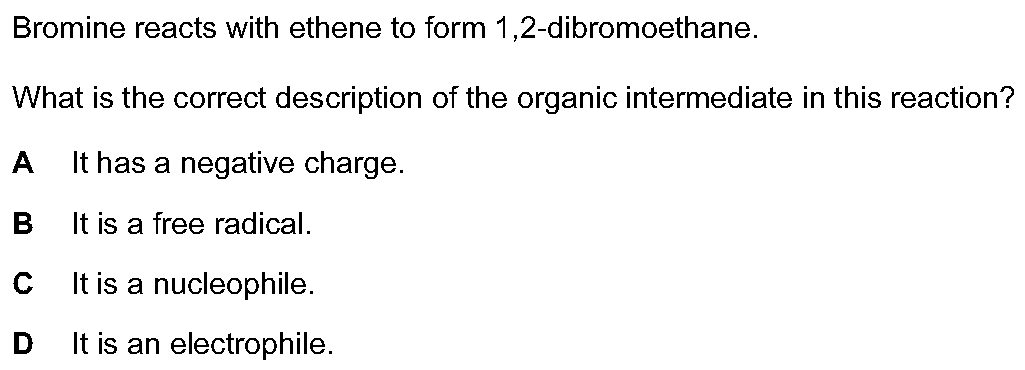 Bromine reacts with ethene to form 1,2-dibromoethane.
What is the correct description of the organic intermediate in this reaction?
A It has a negative charge.
B It is a free radical.
C It is a nucleophile.
D It is an electrophile.